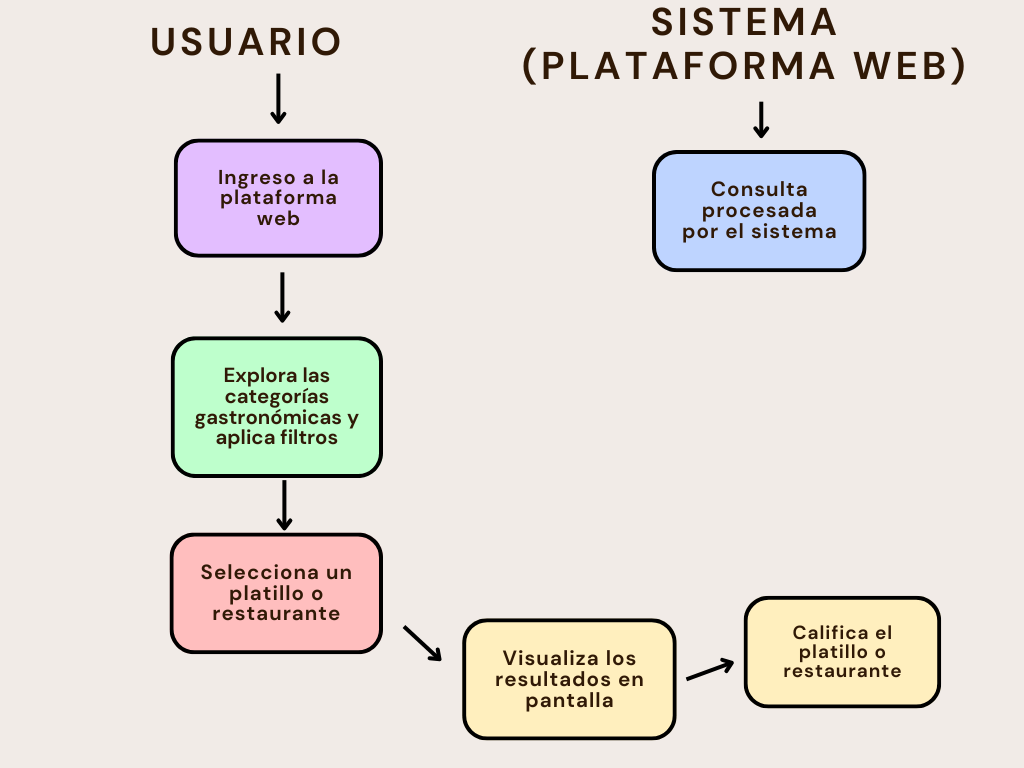 USUARIO
SISTEMA
(PLATAFORMA WEB)
Ingreso a la
plataforma
web
Consulta
procesada
por el sistema
Explora las
categorías
gastronómicas y
aplica filtros
Selecciona un
platillo o
restaurante
Visualiza los
resultados en
pantalla
Califica el
platillo o
restaurante